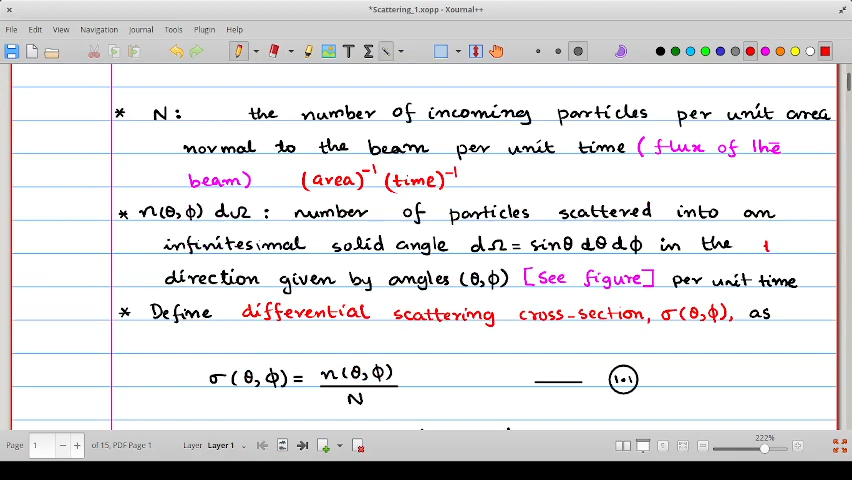 *Scattering_1.xopp - Xournal++
File Edit View Navigation Journal Tools Plugin Help
* N: the number of incoming particles per unit area
normal to the beam per unit time (flux of the
beam) (area)⁻¹ (time)⁻¹
* n(θ,ϕ) dΩ: number of particles scattered into an
infinitesimal solid angle dΩ = sinθ dθ dϕ in the
direction given by angles (θ,ϕ) [See figure] per unit time
* Define differential scattering cross-section, σ(θ,ϕ), as
σ(θ,ϕ) = n(θ,ϕ) / N —— (1.1)
Page 1 of 15, PDF Page 1 Layer Layer 1 222%